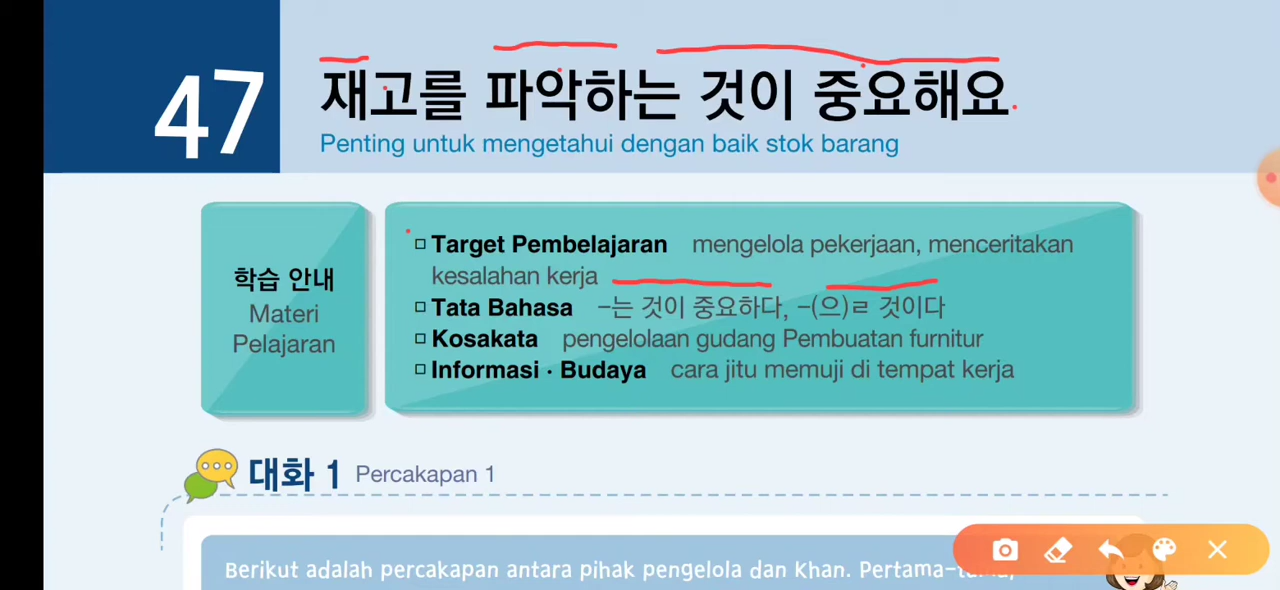 47
재고를 파악하는 것이 중요해요
Penting untuk mengetahui dengan baik stok barang
학습 안내
Materi
Pelajaran
□ Target Pembelajaran mengelola pekerjaan, menceritakan
kesalahan kerja
□ Tata Bahasa –는 것이 중요하다, –(으)ㄹ 것이다
□ Kosakata pengelolaan gudang Pembuatan furnitur
□ Informasi · Budaya cara jitu memuji di tempat kerja
대화 1 Percakapan 1
Berikut adalah percakapan antara pihak pengelola dan Khan.